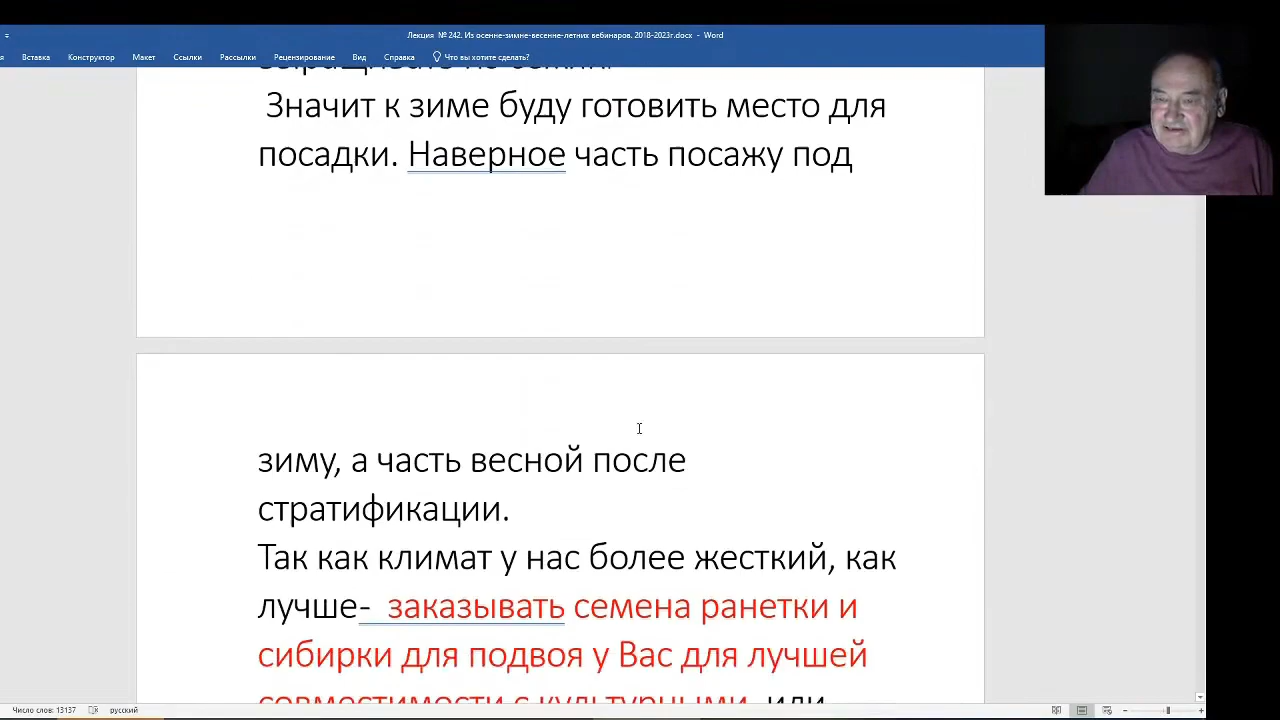 Лекция № 242. Из осенне-зимне-весенне-летних вебинаров. 2018-2023г.docx - Word
Вставка Конструктор Макет Ссылки Рассылки Рецензирование Вид Справка Что вы хотите сделать?
Значит к зиме буду готовить место для
посадки. Наверное часть посажу под
зиму, а часть весной после
стратификации.
Так как климат у нас более жесткий, как
лучше- заказывать семена ранетки и
сибирки для подвоя у Вас для лучшей
совместимости с культурными, или
Число слов: 13137 русский